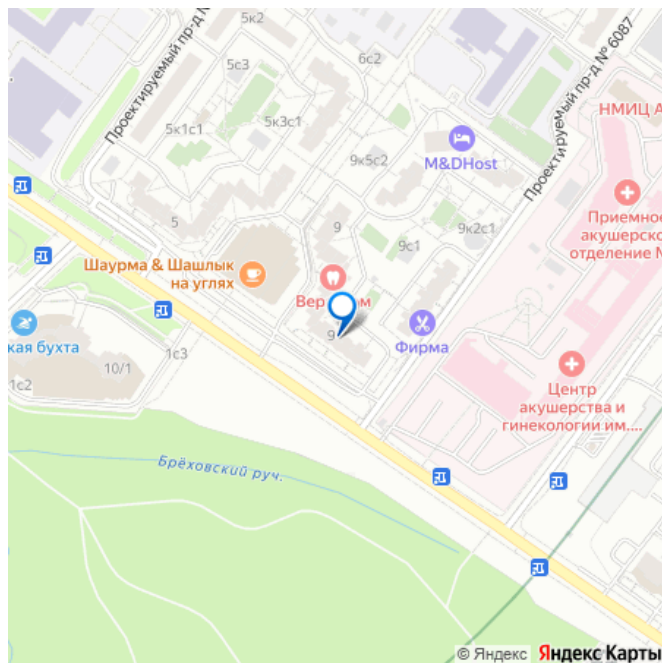 5к2
Проектируемый пр-д №
Проектируемый пр-д № 6087
5с3
НМИЦ А
5к1с1
5к3с1
9к5с2
M&DHost
Приемное
акушерско
отделение №
5
9
9к2с1
9с1
Шаурма & Шашлык
на углях
Вер
м
Фирма
9
кая бухта
1с3
10/1
1с2
Центр
акушерства и
гинекологии им....
Брёховский руч.
© Яндекс Яндекс Карты